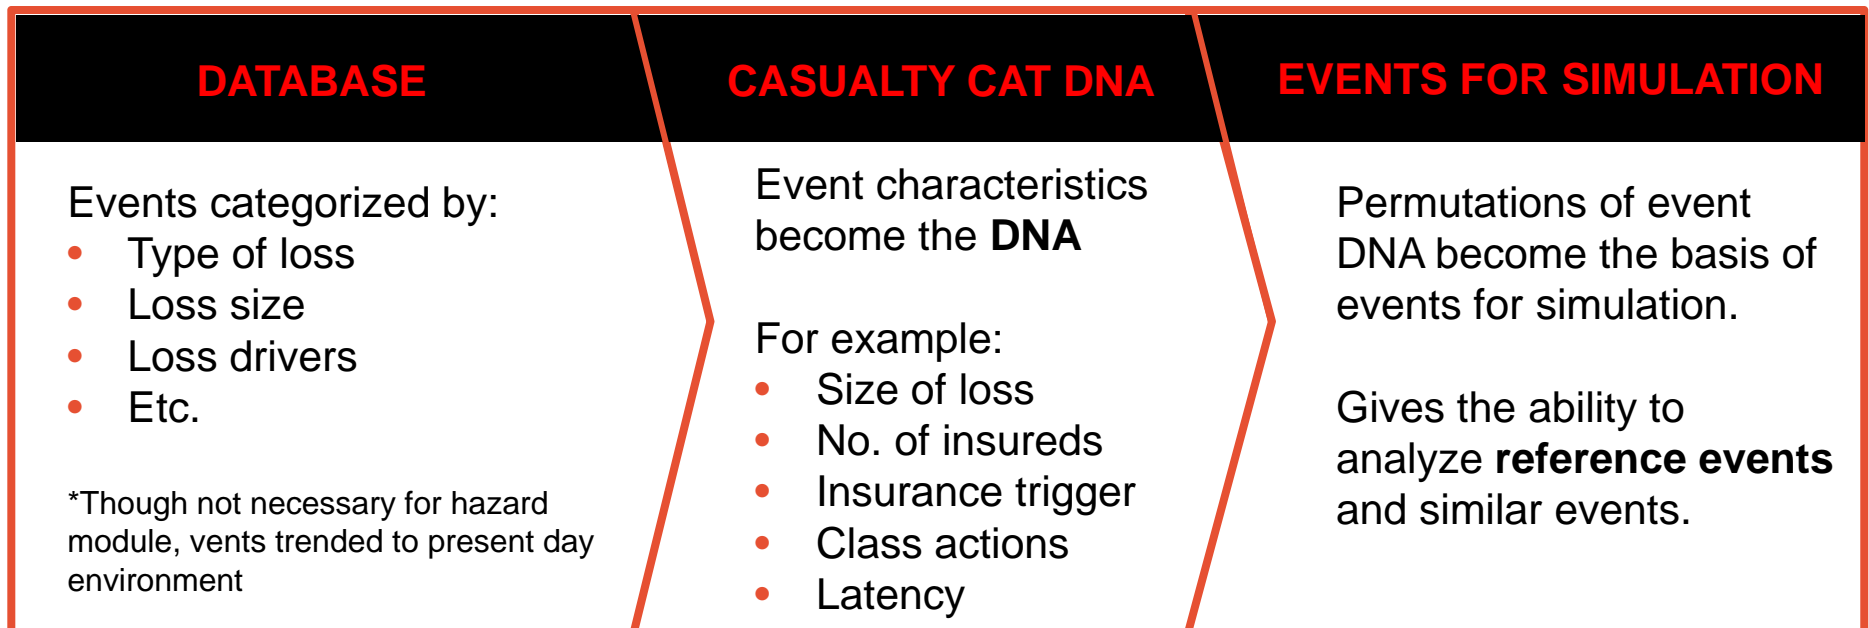 DATABASE
Events categorized by:
• Type of loss
• Loss size
• Loss drivers
• Etc.
*Though not necessary for hazard
module, vents trended to present day
environment
CASUALTY CAT DNA
Event characteristics
become the DNA
For example:
• Size of loss
• No. of insureds
• Insurance trigger
• Class actions
• Latency
EVENTS FOR SIMULATION
Permutations of event
DNA become the basis of
events for simulation.
Gives the ability to
analyze reference events
and similar events.